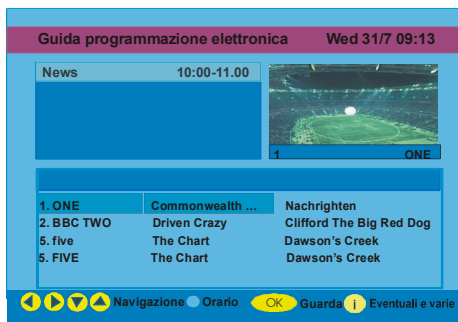 Guida programmazione elettronica Wed 31/7 09:13
News 10:00-11.00
1 ONE
1. ONE Commonwealth ... Nachrichten
2. BBC TWO Driven Crazy Clifford The Big Red Dog
5. five The Chart Dawson's Creek
5. FIVE The Chart Dawson's Creek
Navigazione Orario OK Guarda i Eventuali e varie